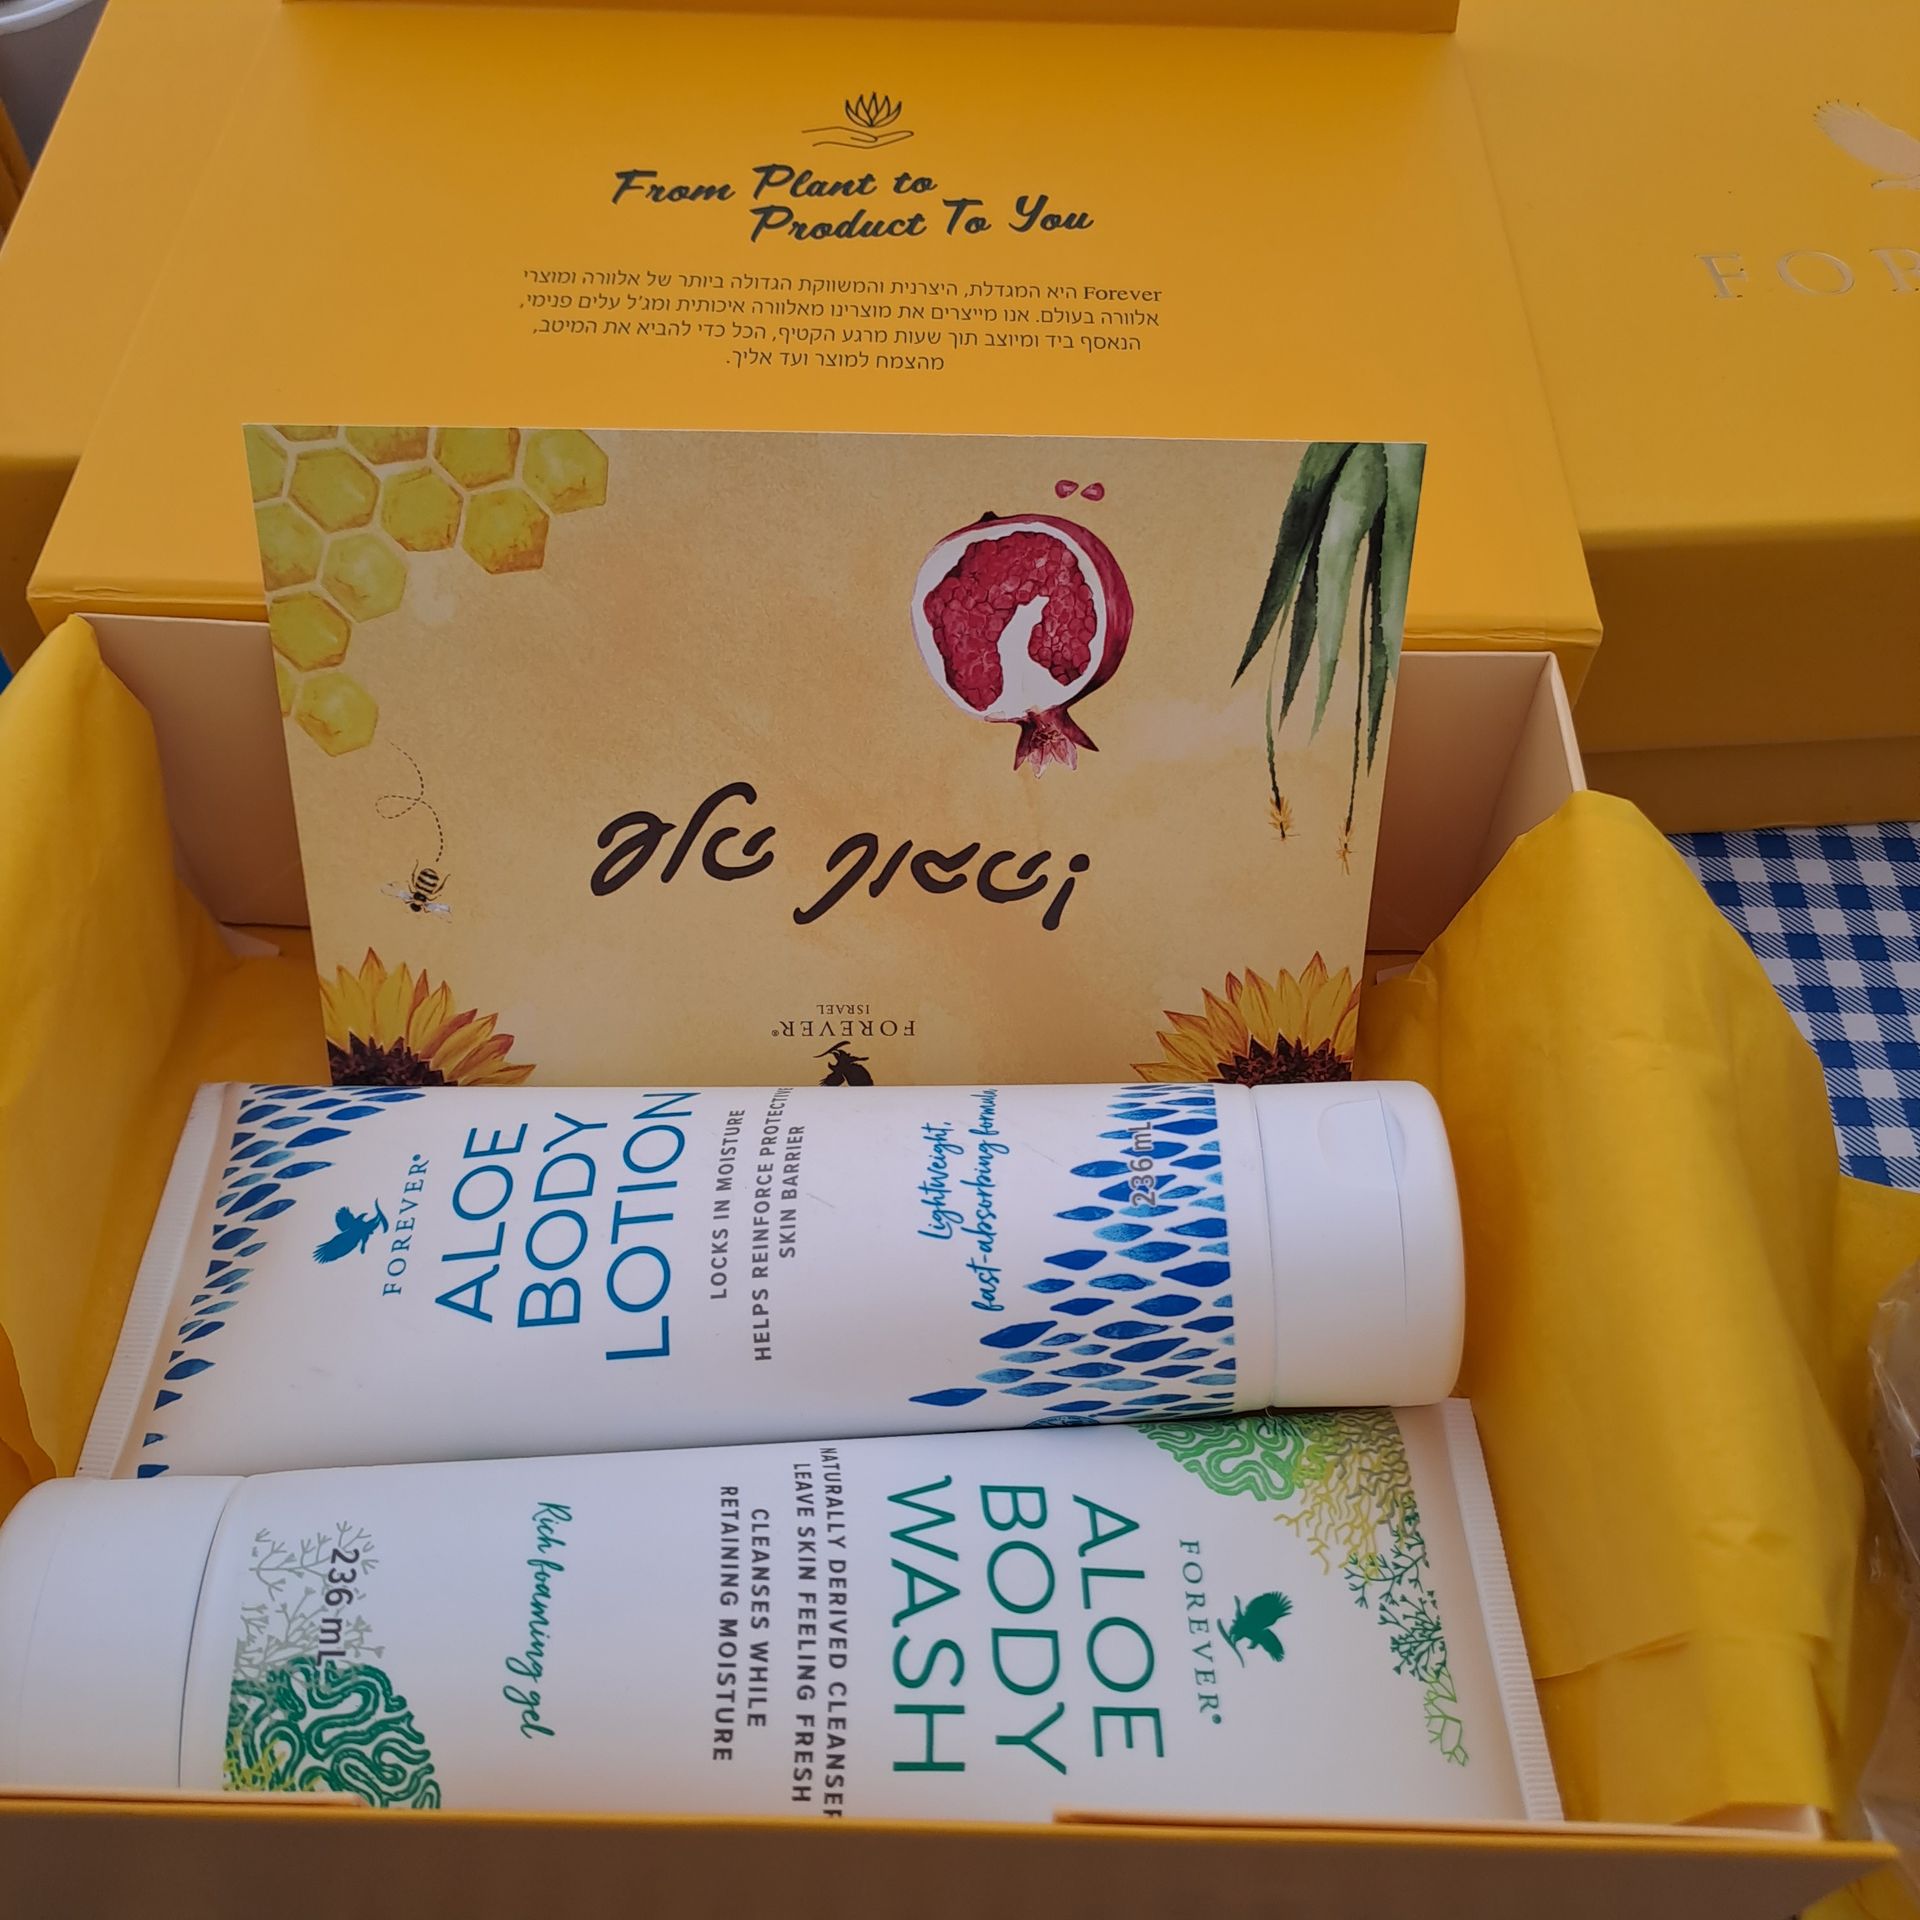 From Plant to
Product To You
Forever היא המגדלת, היצרנית והמשווקת הגדולה ביותר של אלוורה ומוצרי
אלוורה בעולם. אנו מייצרים את מוצרינו מאלוורה איכותית ומג'ל עלים פנימי,
הנאסף ביד ומיוצב תוך שעות מרגע הקטיף, הכל כדי להביא את המיטב,
מהצמח למוצר ועד אליך.
FOREVER®
ISRAEL
FOREVER®
ALOE
BODY
LOTION
LOCKS IN MOISTURE
HELPS REINFORCE PROTECTIVE
SKIN BARRIER
Lightweight,
fast-absorbing formula
236 mL
FOREVER®
ALOE
BODY
WASH
NATURALLY DERIVED CLEANSERS
LEAVE SKIN FEELING FRESH
CLEANSES WHILE
RETAINING MOISTURE
Rich foaming gel
236 mL